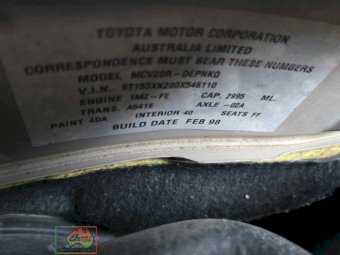 TOYOTA MOTOR CORPORATION
AUSTRALIA LIMITED
CORRESPONDENCE MUST BEAR THESE NUMBERS
MODEL MCV20R-DEPNKQ
V.I.N. 6T153XK200X546110
ENGINE 1MZ-FE CAP. 2995 ML.
TRANS. A541E AXLE -02A
PAINT 4DA INTERIOR 40 SEATS FF
BUILD DATE FEB 98